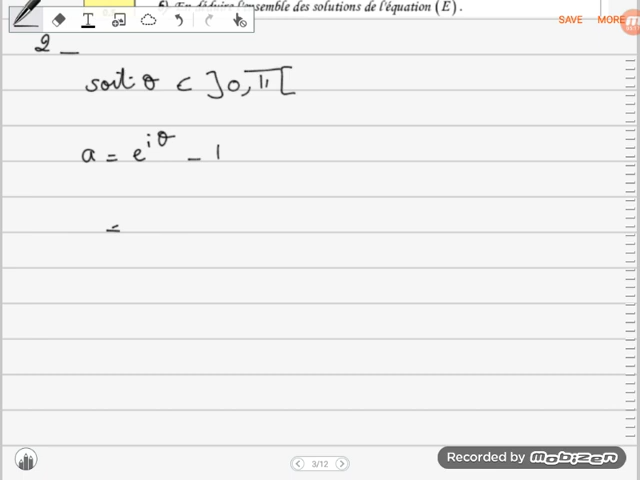 6) En déduire l'ensemble des solutions de l'équation (E).
SAVE MORE
2 _
soit θ ∈ ]0, π[
a = e^{iθ} - 1
=
3/12
Recorded by mobizen